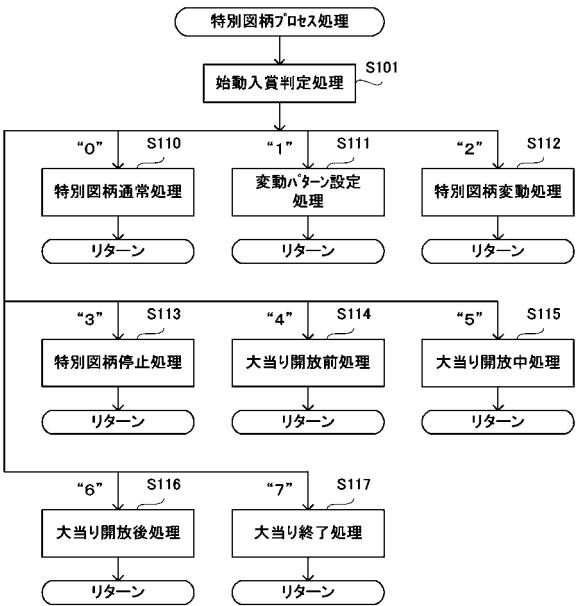 特別図柄プロセス処理
S101
始動入賞判定処理
“0”
S110
“1”
S111
“2”
S112
特別図柄通常処理
変動パターン設定
処理
特別図柄変動処理
リターン
リターン
リターン
“3”
S113
“4”
S114
“5”
S115
特別図柄停止処理
大当り開放前処理
大当り開放中処理
リターン
リターン
リターン
“6”
S116
“7”
S117
大当り開放後処理
大当り終了処理
リターン
リターン